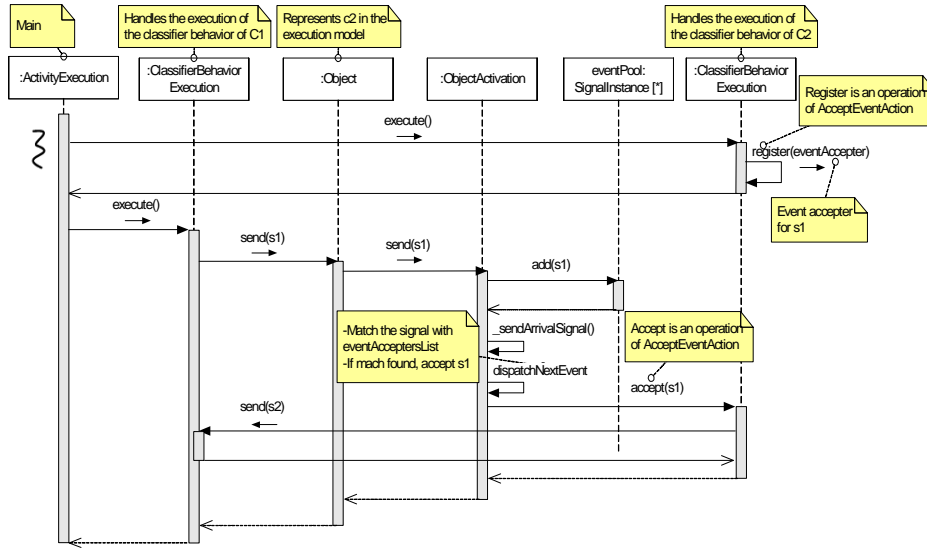 Main
Handles the execution of
the classifier behavior of C1
Represents c2 in the
execution model
Handles the execution of
the classifier behavior of C2
:ActivityExecution
:ClassifierBehavior
Execution
:Object
:ObjectActivation
eventPool:
SignalInstance [*]
:ClassifierBehavior
Execution
Register is an operation
of AcceptEventAction
execute()
register(eventAccepter)
execute()
Event accepter
for s1
send(s1)
send(s1)
add(s1)
-Match the signal with
eventAcceptersList
-If mach found, accept s1
_sendArrivalSignal()
Accept is an operation
of AcceptEventAction
dispatchNextEvent
accept(s1)
send(s2)